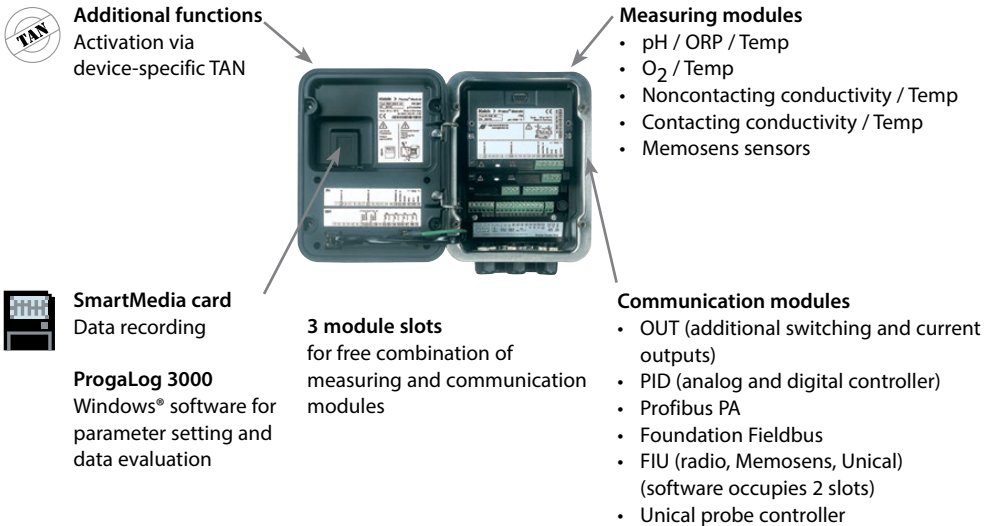 TAN
Additional functions
Activation via
device-specific TAN
Measuring modules
• pH / ORP / Temp
• O2 / Temp
• Noncontacting conductivity / Temp
• Contacting conductivity / Temp
• Memosens sensors
SmartMedia card
Data recording
ProgaLog 3000
Windows® software for
parameter setting and
data evaluation
3 module slots
for free combination of
measuring and communication
modules
Communication modules
• OUT (additional switching and current
outputs)
• PID (analog and digital controller)
• Profibus PA
• Foundation Fieldbus
• FIU (radio, Memosens, Unical)
(software occupies 2 slots)
• Unical probe controller